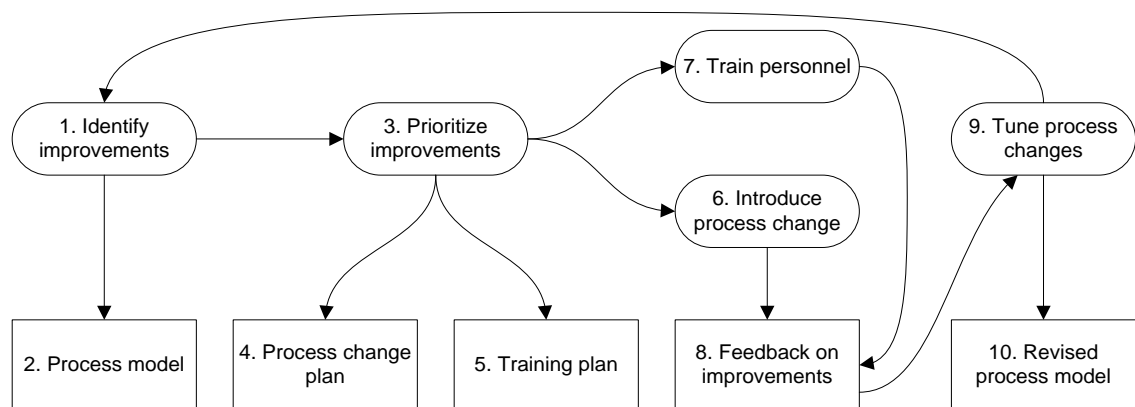 1. Identify
improvements
2. Process model
3. Prioritize
improvements
4. Process change
plan
5. Training plan
6. Introduce
process change
7. Train personnel
8. Feedback on
improvements
9. Tune process
changes
10. Revised
process model